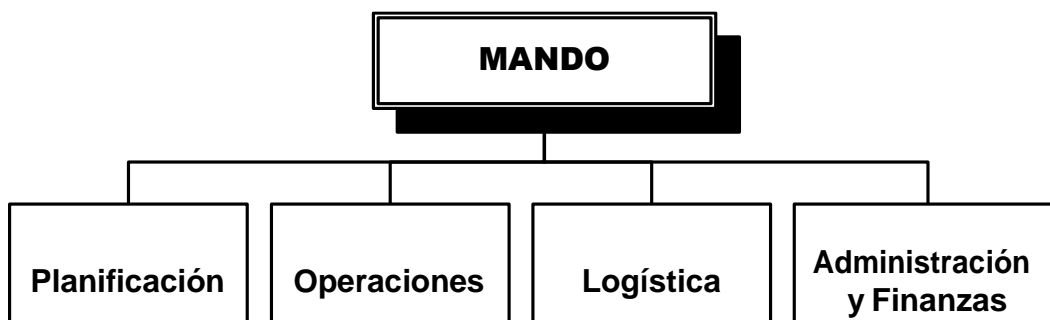 MANDO
Planificación
Operaciones
Logística
Administración
y Finanzas